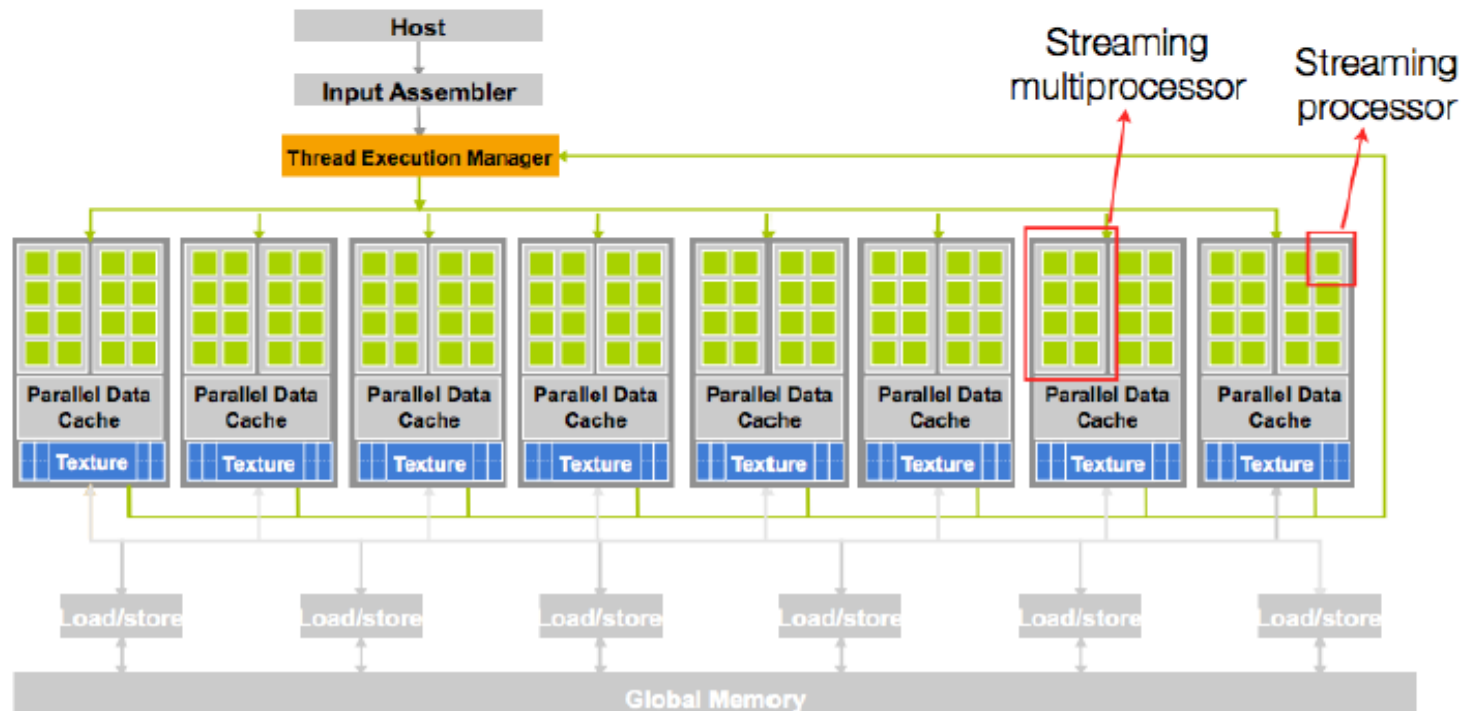 Host
Input Assembler
Thread Execution Manager
Streaming
multiprocessor
Streaming
processor
Parallel Data
Cache
Texture
Parallel Data
Cache
Texture
Parallel Data
Cache
Texture
Parallel Data
Cache
Texture
Parallel Data
Cache
Texture
Parallel Data
Cache
Texture
Parallel Data
Cache
Texture
Parallel Data
Cache
Texture
Load/store
Load/store
Load/store
Load/store
Load/store
Load/store
Global Memory